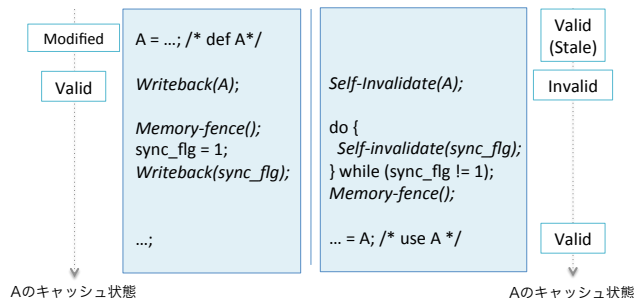 Modified
A = ...; /* def A*/
Valid
(Stale)
Valid
Writeback(A);
Self-Invalidate(A);
Invalid
Memory-fence();
sync_flg = 1;
Writeback(sync_flg);
do {
Self-invalidate(sync_flg);
} while (sync_flg != 1);
Memory-fence();
...;
... = A; /* use A */
Valid
Aのキャッシュ状態
Aのキャッシュ状態